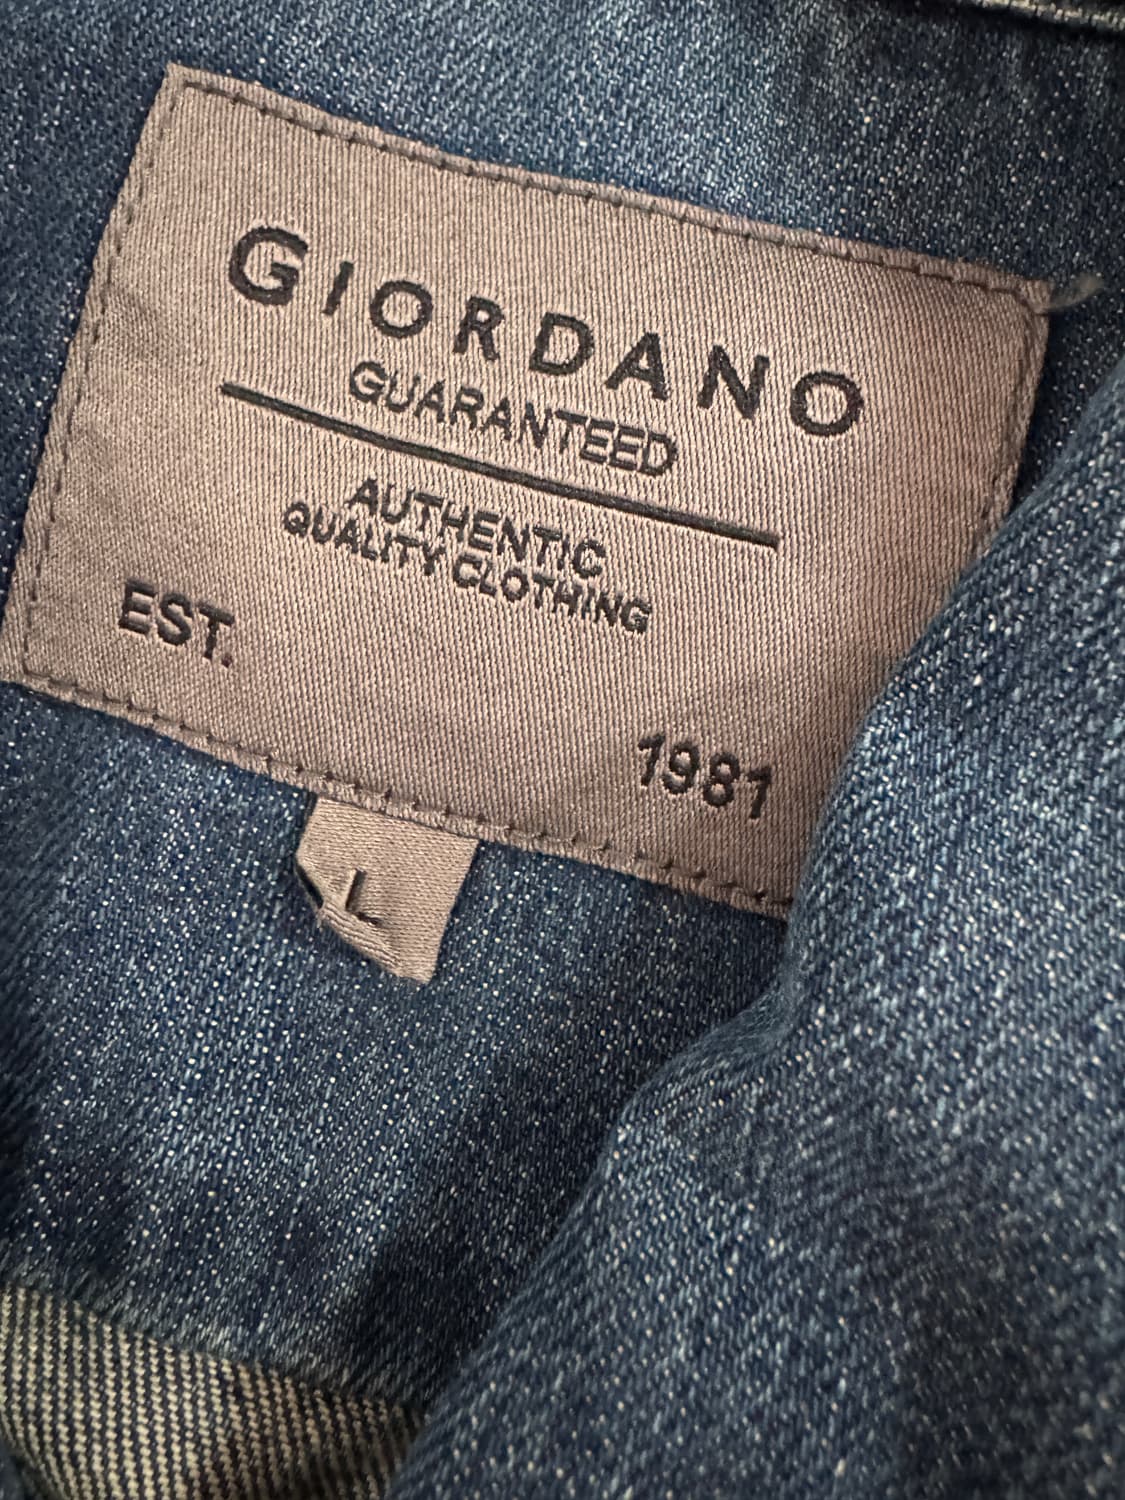 GIORDANO
GUARANTEED
AUTHENTIC
QUALITY CLOTHING
EST.
1981
L